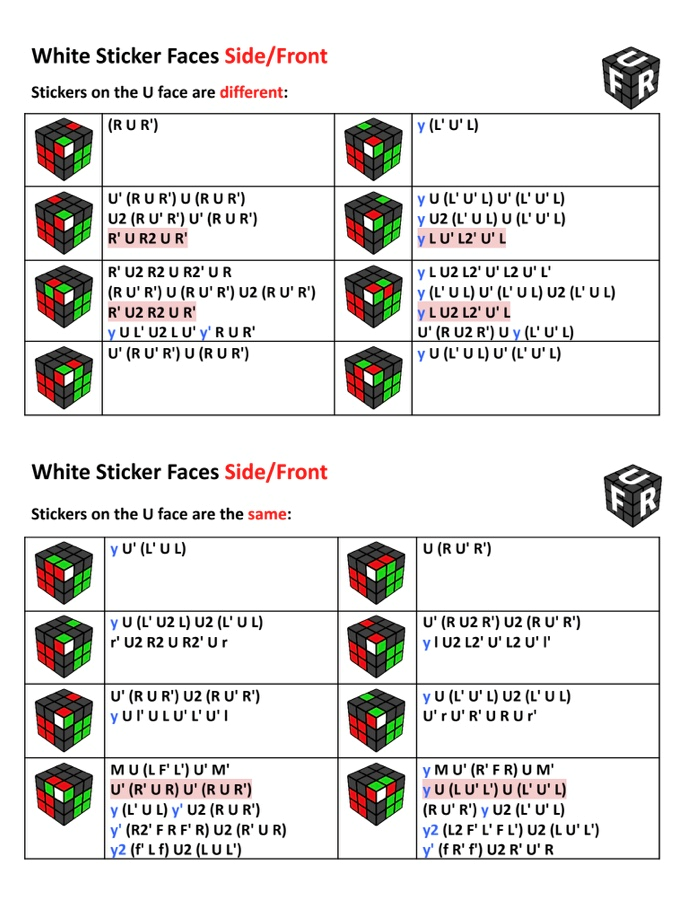 White Sticker Faces Side/Front
U
F R
Stickers on the U face are different:
(R U R')
y (L' U' L)
U' (R U R') U (R U R')
U2 (R U' R') U' (R U R')
R' U R2 U R'
y U (L' U' L) U' (L' U' L)
y U2 (L' U L) U (L' U' L)
y L U' L2' U' L
R' U2 R2 U R2' U R
(R U' R') U (R U' R') U2 (R U' R')
R' U2 R2 U R'
y U L' U2 L U' y' R U R'
y L U2 L2' U' L2 U' L'
y (L' U L) U' (L' U L) U2 (L' U L)
y L U2 L2' U' L
U' (R U2 R') U y (L' U' L)
U' (R U' R') U (R U R')
y U (L' U L) U' (L' U' L)
White Sticker Faces Side/Front
U
F R
Stickers on the U face are the same:
y U' (L' U L)
U (R U' R')
y U (L' U2 L) U2 (L' U L)
r' U2 R2 U R2' U r
U' (R U2 R') U2 (R U' R')
y l U2 L2' U' L2 U' l'
U' (R U R') U2 (R U' R')
y U l' U L U' L' U' l
y U (L' U' L) U2 (L' U L)
U' r U' R' U R U r'
M U (L F' L') U' M'
U' (R' U R) U' (R U R')
y (L' U L) y' U2 (R U R')
y' (R2' F R F' R) U2 (R' U R)
y2 (f' L f) U2 (L U L')
y M U' (R' F R) U M'
y U (L U' L') U (L' U' L)
(R U' R') y U2 (L' U' L)
y2 (L2 F' L' F L') U2 (L U' L')
y' (f R' f') U2 R' U' R